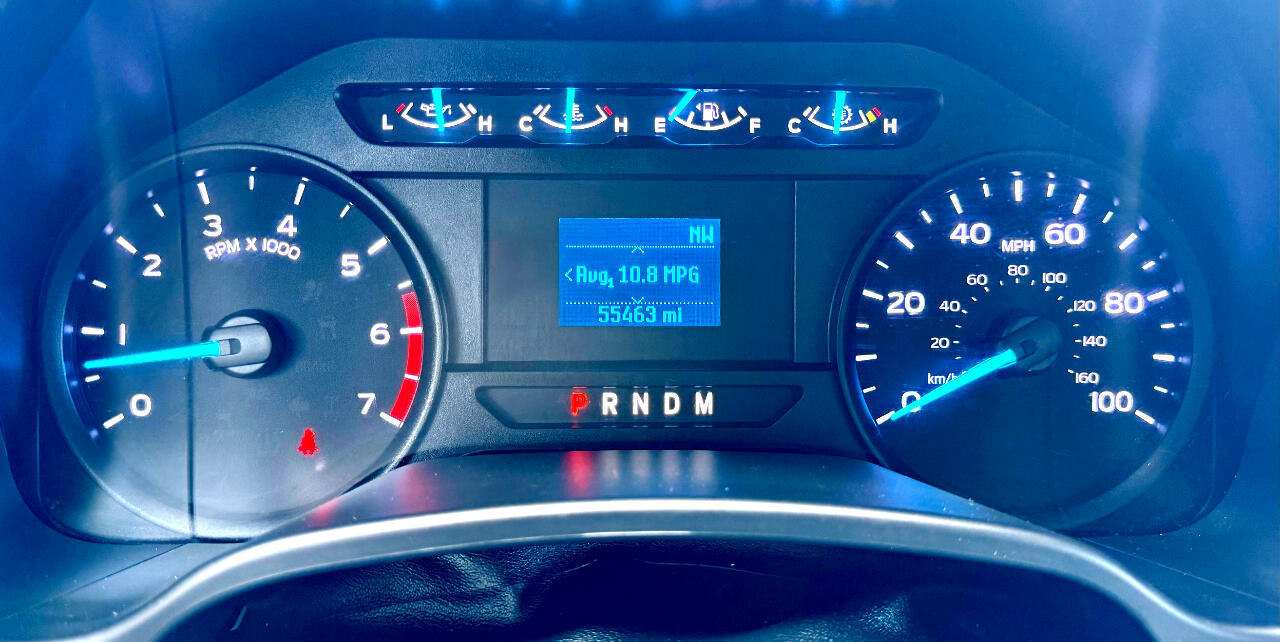 L H C H E F C H
0 1 2 3 4 5 6 7
RPM X 1000
NW
<Avg1 10.8 MPG
55463 mi
P R N D M
0 20 40 60 80 100
MPH
20 40 60 80 100 120 140 160
km/h